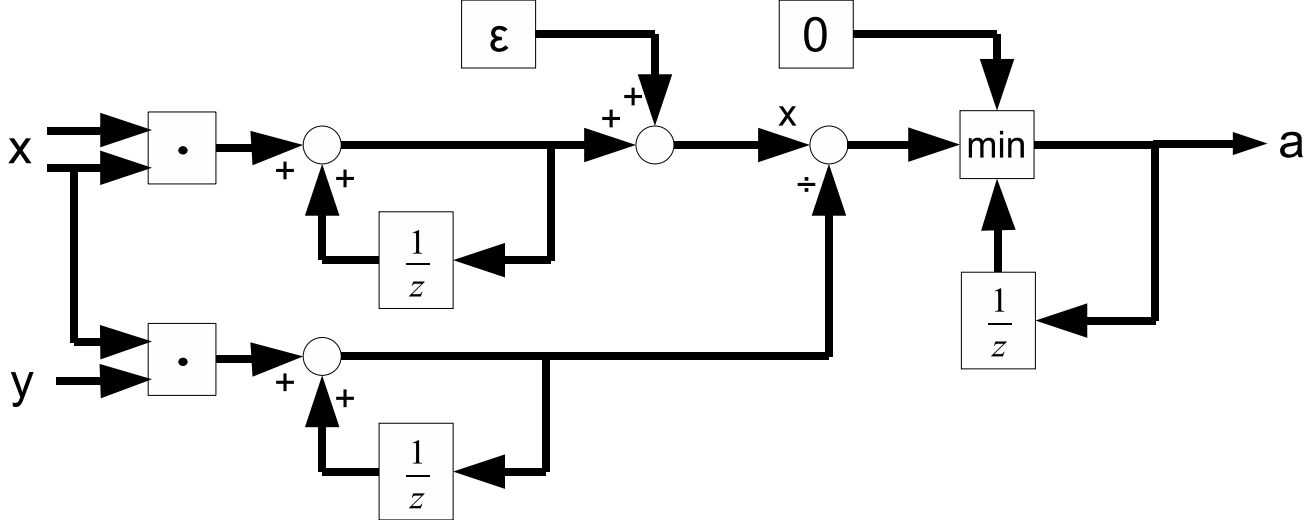 ε
0
+
x
+
x
.
min
a
+
+
÷
1
z
1
z
.
y
+
+
1
z